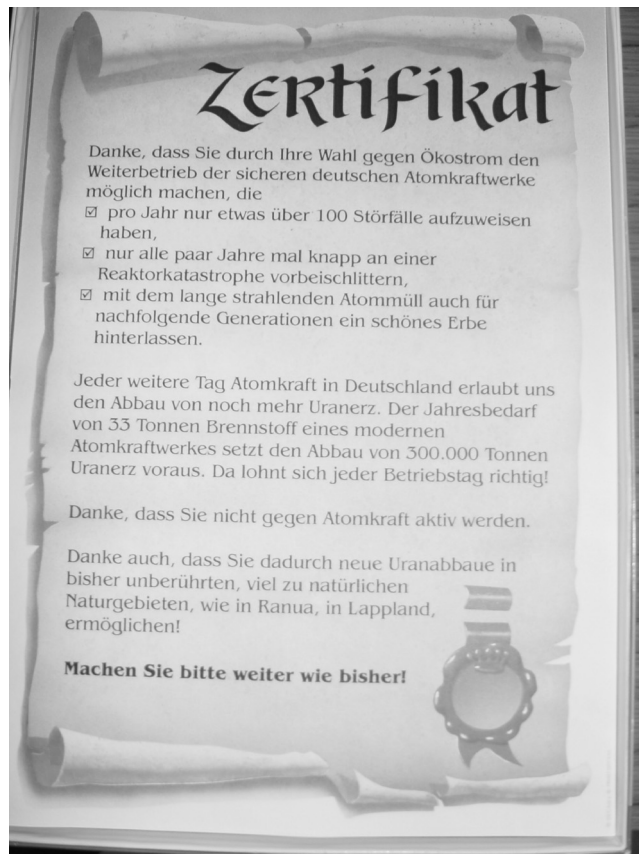 Zertifikat
Danke, dass Sie durch Ihre Wahl gegen Ökostrom den
Weiterbetrieb der sicheren deutschen Atomkraftwerke
möglich machen, die
☑ pro Jahr nur etwas über 100 Störfälle aufzuweisen
haben,
☑ nur alle paar Jahre mal knapp an einer
Reaktorkatastrophe vorbeischlittern,
☑ mit dem lange strahlenden Atommüll auch für
nachfolgende Generationen ein schönes Erbe
hinterlassen.
Jeder weitere Tag Atomkraft in Deutschland erlaubt uns
den Abbau von noch mehr Uranerz. Der Jahresbedarf
von 33 Tonnen Brennstoff eines modernen
Atomkraftwerkes setzt den Abbau von 300.000 Tonnen
Uranerz voraus. Da lohnt sich jeder Betriebstag richtig!
Danke, dass Sie nicht gegen Atomkraft aktiv werden.
Danke auch, dass Sie dadurch neue Uranabbaue in
bisher unberührten, viel zu natürlichen
Naturgebieten, wie in Ranua, in Lappland,
ermöglichen!
Machen Sie bitte weiter wie bisher!